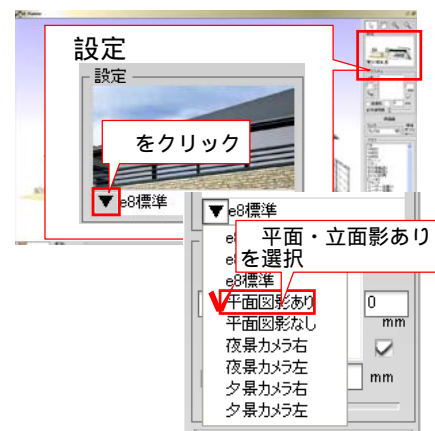 設定
設定
をクリック
▼e8標準
▼e8標準
平面・立面影あり
を選択
e8標準
平面図影あり
0
mm
平面図影なし
夜景カメラ右
夜景カメラ左
mm
夕景カメラ右
夕景カメラ左